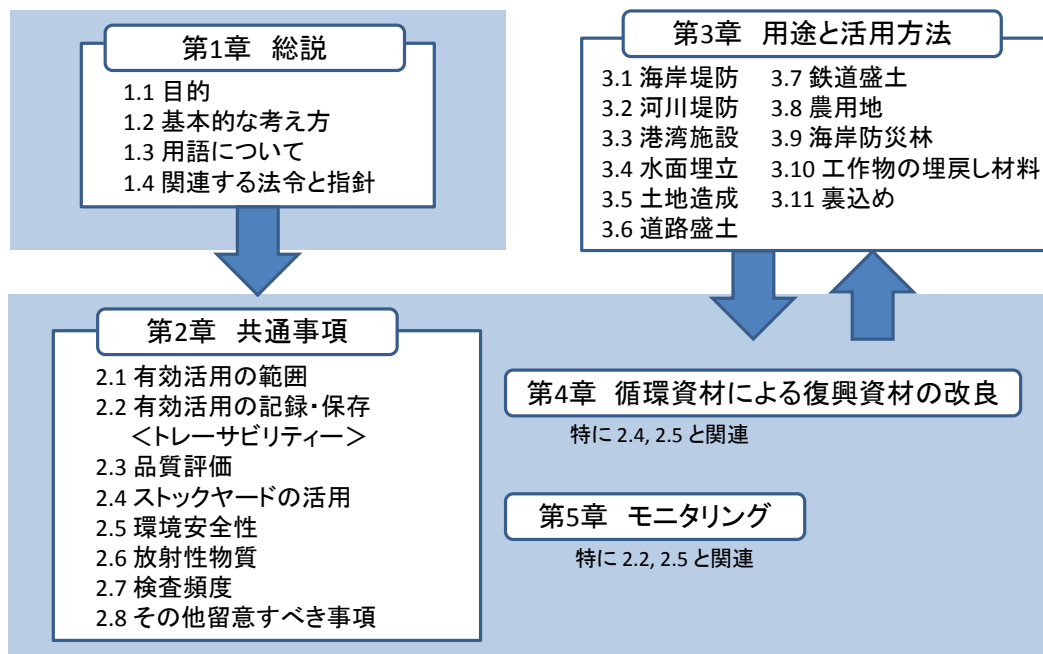 第1章 総説
1.1 目的
1.2 基本的な考え方
1.3 用語について
1.4 関連する法令と指針
第3章 用途と活用方法
3.1 海岸堤防
3.2 河川堤防
3.3 港湾施設
3.4 水面埋立
3.5 土地造成
3.6 道路盛土
3.7 鉄道盛土
3.8 農用地
3.9 海岸防災林
3.10 工作物の埋戻し材料
3.11 裏込め
第2章 共通事項
2.1 有効活用の範囲
2.2 有効活用の記録・保存
＜トレーサビリティー＞
2.3 品質評価
2.4 ストックヤードの活用
2.5 環境安全性
2.6 放射性物質
2.7 検査頻度
2.8 その他留意すべき事項
第4章 循環資材による復興資材の改良
特に 2.4, 2.5 と関連
第5章 モニタリング
特に 2.2, 2.5 と関連